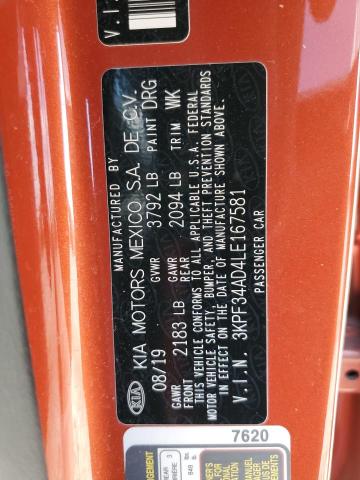 MANUFACTURED BY
KIA KIA MOTORS MEXICO, S.A. DE C.V.
08/19 GVWR 3792 LB PAINT DRG
GAWR FRONT 2183 LB GAWR REAR 2094 LB TRIM WK
THIS VEHICLE CONFORMS TO ALL APPLICABLE U.S.A. FEDERAL
MOTOR VEHICLE SAFETY, BUMPER, AND THEFT PREVENTION STANDARDS
IN EFFECT ON THE DATE OF MANUFACTURE SHOWN ABOVE.
V.I.N. 3KPF34AD4LE167581
PASSENGER CAR
V.I.
7620